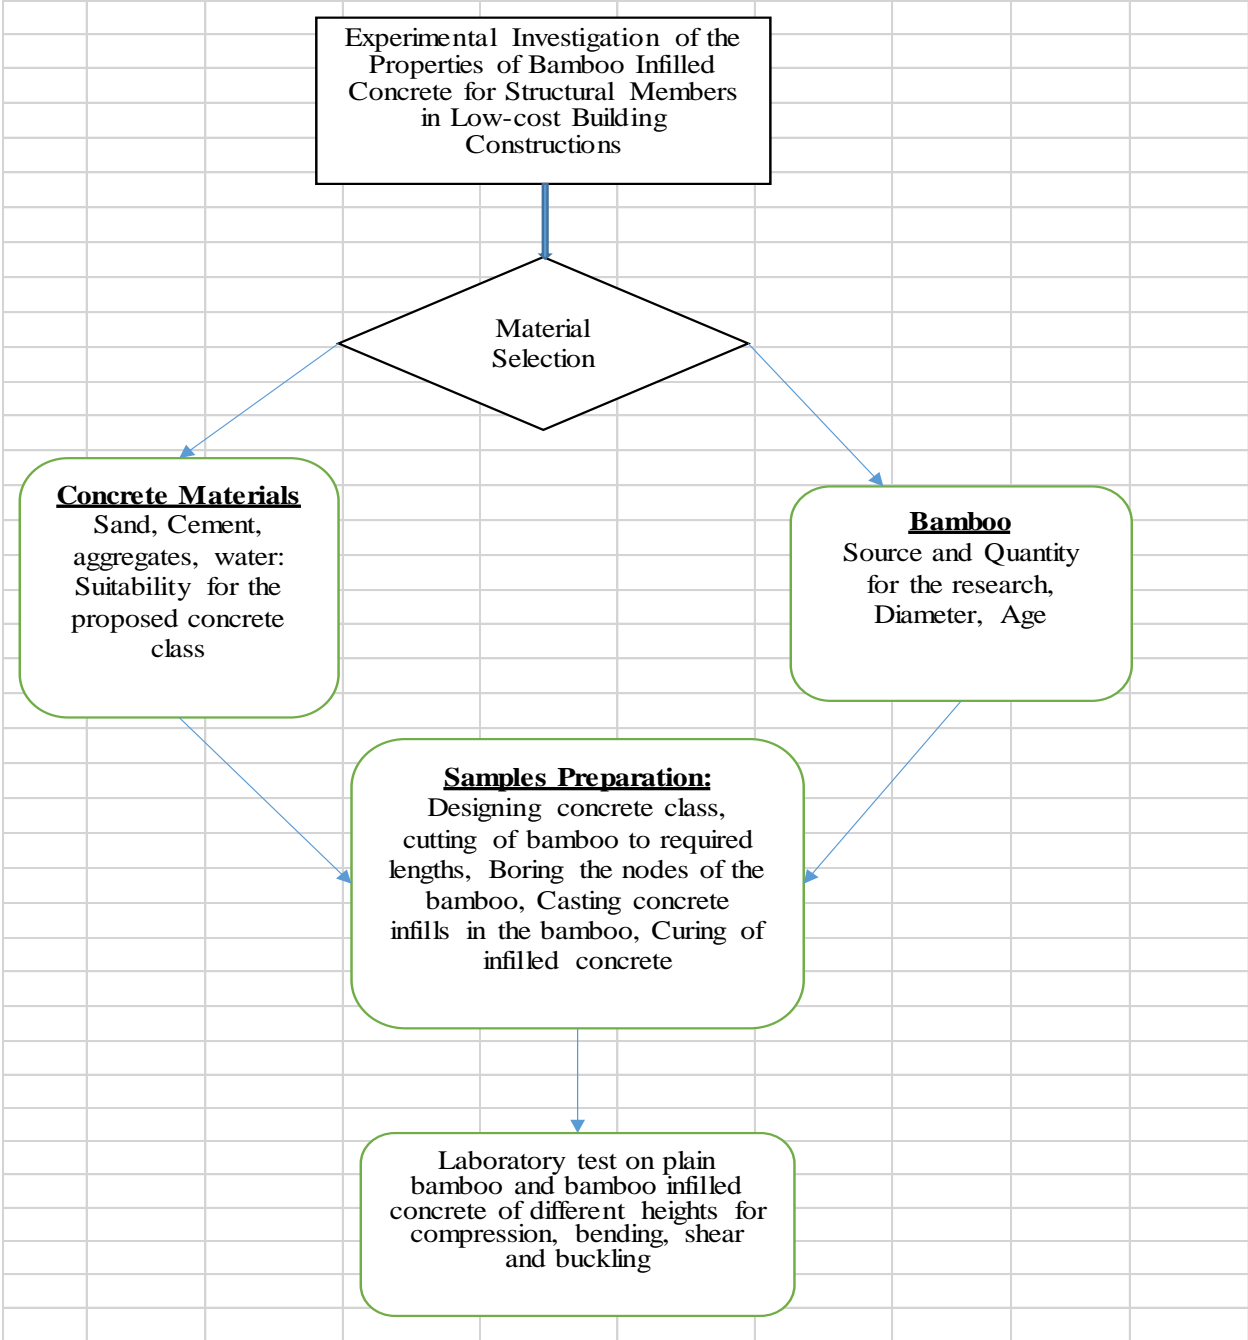 Experimental Investigation of the
Properties of Bamboo Infilled
Concrete for Structural Members
in Low-cost Building
Constructions
Material
Selection
Concrete Materials
Sand, Cement,
aggregates, water:
Suitability for the
proposed concrete
class
Bamboo
Source and Quantity
for the research,
Diameter, Age
Samples Preparation:
Designing concrete class,
cutting of bamboo to required
lengths, Boring the nodes of the
bamboo, Casting concrete
infills in the bamboo, Curing of
infilled concrete
Laboratory test on plain
bamboo and bamboo infilled
concrete of different heights for
compression, bending, shear
and buckling